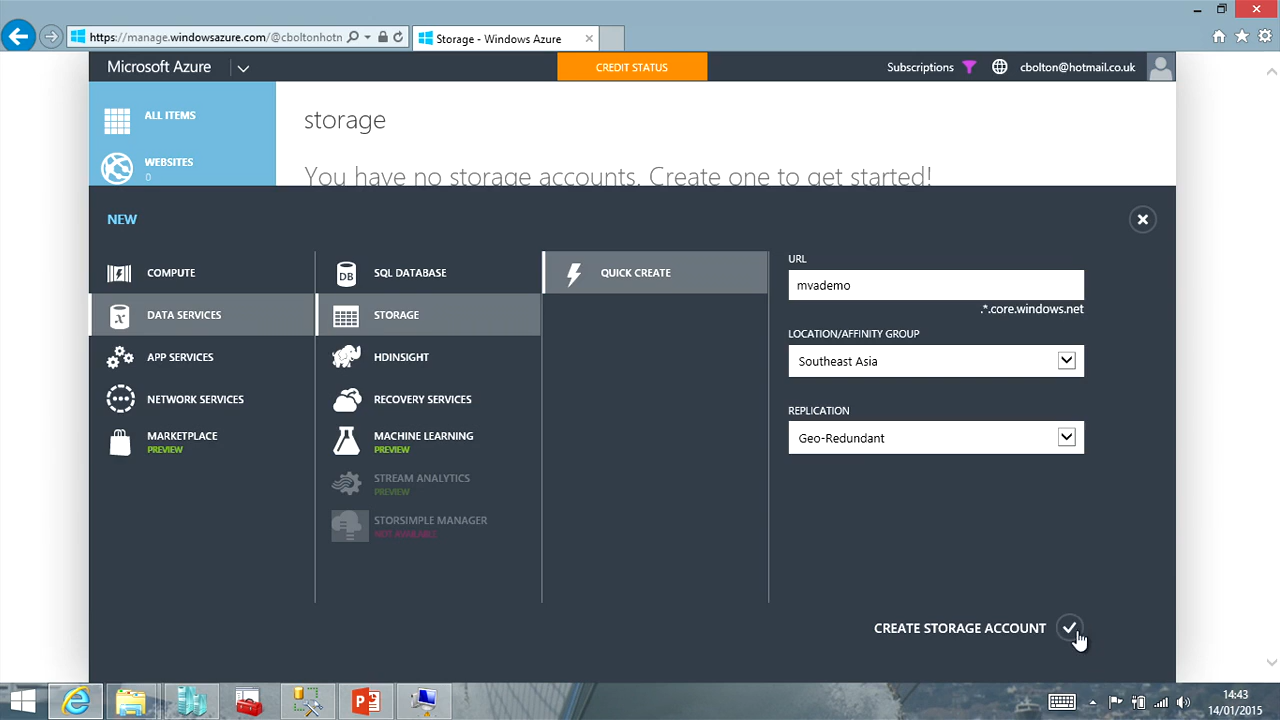 https://manage.windowsazure.com/@cboltonhotn
Storage - Windows Azure
Microsoft Azure
CREDIT STATUS
Subscriptions
cbolton@hotmail.co.uk
ALL ITEMS
WEBSITES
0
storage
You have no storage accounts. Create one to get started!
NEW
COMPUTE
DATA SERVICES
APP SERVICES
NETWORK SERVICES
MARKETPLACE
PREVIEW
SQL DATABASE
DB
STORAGE
HDINSIGHT
RECOVERY SERVICES
MACHINE LEARNING
PREVIEW
STREAM ANALYTICS
PREVIEW
STORSIMPLE MANAGER
NOT AVAILABLE
QUICK CREATE
URL
mvademo
.*.core.windows.net
LOCATION/AFFINITY GROUP
Southeast Asia
REPLICATION
Geo-Redundant
CREATE STORAGE ACCOUNT
14:43
14/01/2015